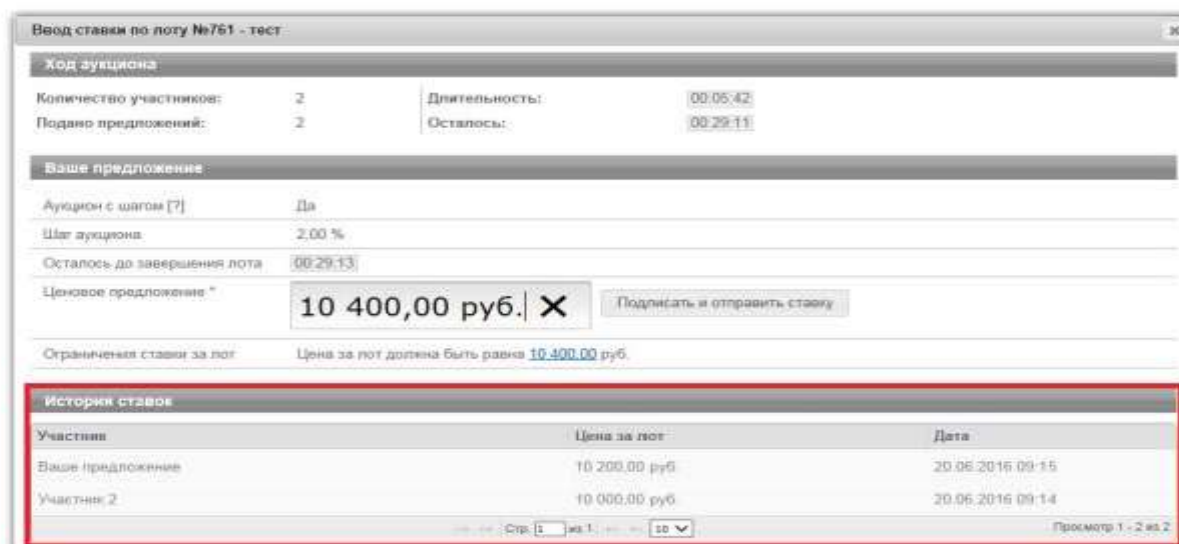 Ввод ставки по лоту №761 - тест
Ход аукциона
Количество участников: 2 Длительность: 00:05:42
Подано предложений: 2 Осталось: 00:29:11
Ваше предложение
Аукцион с шагом [?] Да
Шаг аукциона 2,00 %
Осталось до завершения лота 00:29:13
Ценовое предложение * 10 400,00 руб. Подписать и отправить ставку
Ограничения ставки за лот Цена за лот должна быть равна 10 400,00 руб.
История ставок
Участник Цена за лот Дата
Ваше предложение 10 200,00 руб. 20.06.2016 09:15
Участник 2 10 000,00 руб. 20.06.2016 09:14
Стр. 1 из 1 10 Просмотр 1 - 2 из 2